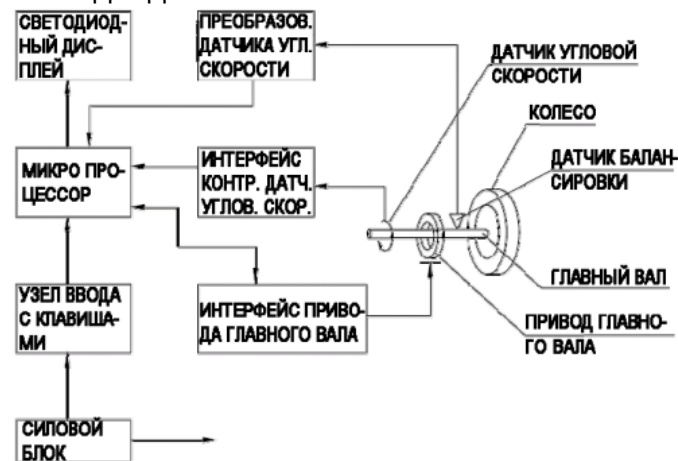 СВЕТОДИОД-
НЫЙ ДИС-
ПЛЕЙ
ПРЕОБРАЗОВ.
ДАТЧИКА УГЛ.
СКОРОСТИ
ДАТЧИК УГЛОВОЙ
СКОРОСТИ
КОЛЕСО
МИКРО ПРО-
ЦЕССОР
ИНТЕРФЕЙС
КОНТР. ДАТЧ.
УГЛОВ. СКОР.
ДАТЧИК БАЛАН-
СИРОВКИ
ГЛАВНЫЙ ВАЛ
УЗЕЛ ВВОДА
С КЛАВИША-
МИ
ИНТЕРФЕЙС ПРИВО-
ДА ГЛАВНОГО ВАЛА
ПРИВОД ГЛАВНО-
ГО ВАЛА
СИЛОВОЙ
БЛОК